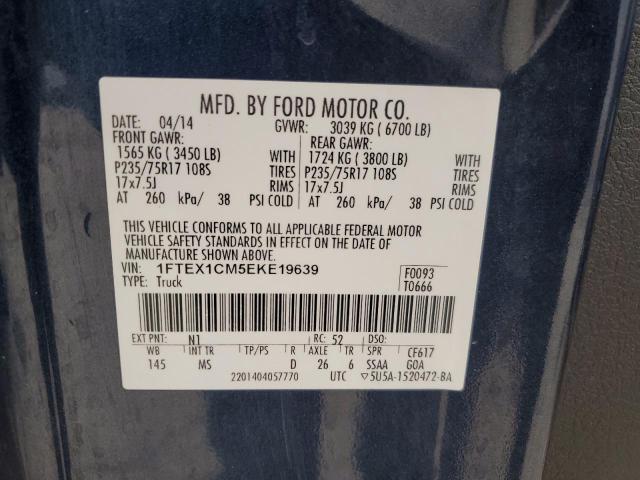 MFD. BY FORD MOTOR CO.
DATE: 04/14 GVWR: 3039 KG ( 6700 LB)
FRONT GAWR: REAR GAWR:
1565 KG ( 3450 LB) WITH 1724 KG ( 3800 LB) WITH
P235/75R17 108S TIRES P235/75R17 108S TIRES
17x7.5J RIMS 17x7.5J RIMS
AT 260 kPa/ 38 PSI COLD AT 260 kPa/ 38 PSI COLD
THIS VEHICLE CONFORMS TO ALL APPLICABLE FEDERAL MOTOR
VEHICLE SAFETY STANDARDS IN EFFECT ON THE DATE OF
MANUFACTURE SHOWN ABOVE.
VIN: 1FTEX1CM5EKE19639 F0093
TYPE: Truck T0666
EXT PNT: N1 RC: 52 DSO:
WB INT TR TP/PS R AXLE TR SPR CF617
145 MS D 26 6 SSAA GOA
2201404057770 UTC ▽5U5A-1520472-BA